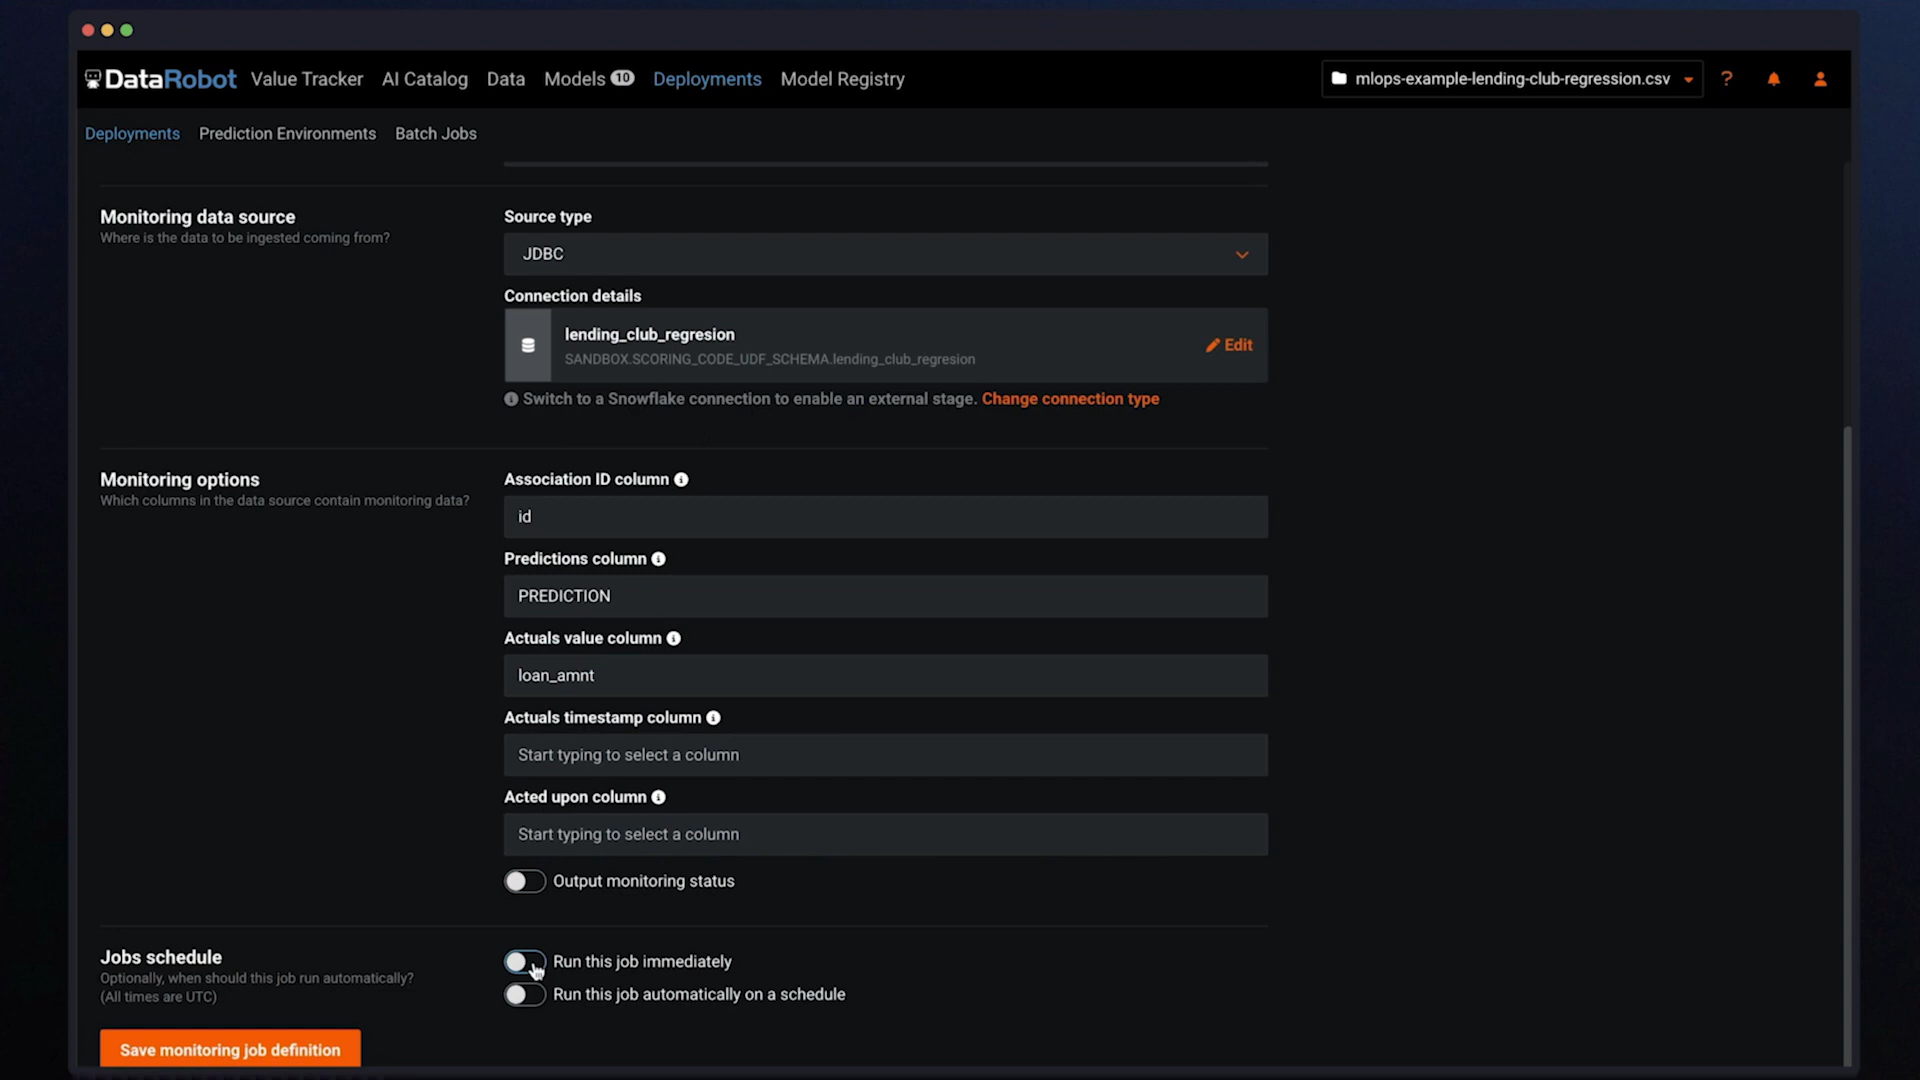 DataRobot Value Tracker AI Catalog Data Models 10 Deployments Model Registry mlops-example-lending-club-regression.csv ?
Deployments Prediction Environments Batch Jobs
Monitoring data source
Where is the data to be ingested coming from?
Source type
JDBC
Connection details
lending_club_regresion
SANDBOX.SCORING_CODE_UDF_SCHEMA.lending_club_regresion
Edit
Switch to a Snowflake connection to enable an external stage. Change connection type
Monitoring options
Which columns in the data source contain monitoring data?
Association ID column
id
Predictions column
PREDICTION
Actuals value column
loan_amnt
Actuals timestamp column
Start typing to select a column
Acted upon column
Start typing to select a column
Output monitoring status
Jobs schedule
Optionally, when should this job run automatically?
(All times are UTC)
Run this job immediately
Run this job automatically on a schedule
Save monitoring job definition